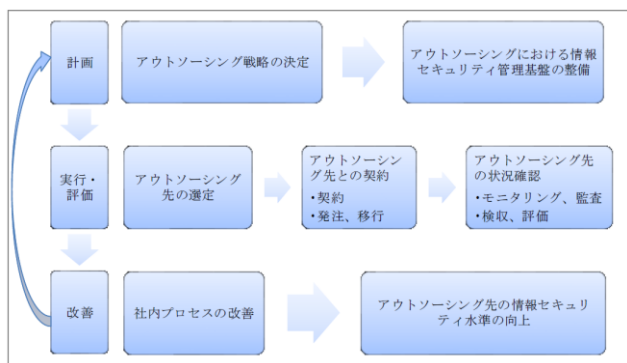 計画
アウトソーシング戦略の決定
アウトソーシングにおける情報
セキュリティ管理基盤の整備
実行・
評価
アウトソーシング
先の選定
アウトソーシン
グ先との契約
・契約
・発注、移行
アウトソーシング先
の状況確認
・モニタリング、監査
・検収、評価
改善
社内プロセスの改善
アウトソーシング先の情報セキュリ
ティ水準の向上